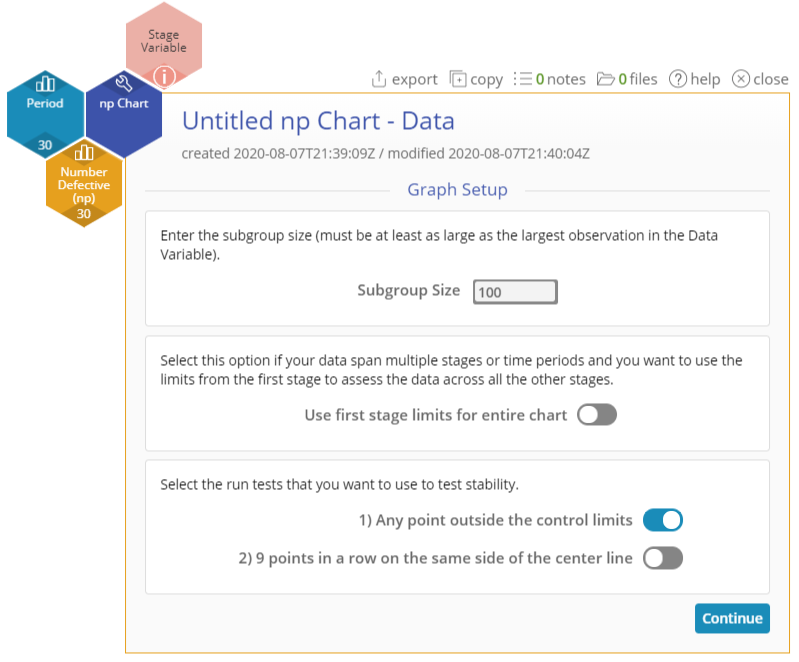 Stage
Variable
Period
30
np Chart
Number
Defective
(np)
30
export copy 0 notes 0 files help close
Untitled np Chart - Data
created 2020-08-07T21:39:09Z / modified 2020-08-07T21:40:04Z
Graph Setup
Enter the subgroup size (must be at least as large as the largest observation in the Data
Variable).
Subgroup Size 100
Select this option if your data span multiple stages or time periods and you want to use the
limits from the first stage to assess the data across all the other stages.
Use first stage limits for entire chart
Select the run tests that you want to use to test stability.
1) Any point outside the control limits
2) 9 points in a row on the same side of the center line
Continue